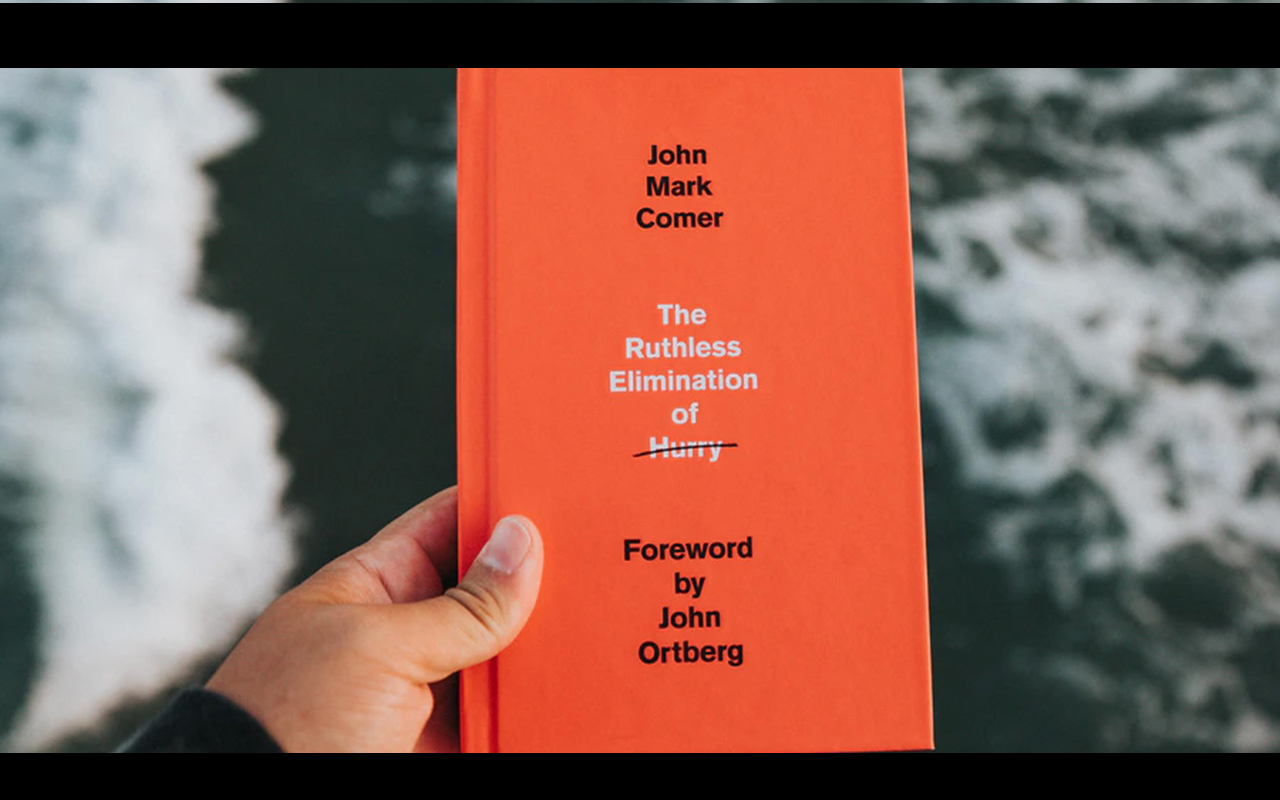 John
Mark
Comer
The
Ruthless
Elimination
of
Hurry
Foreword
by
John
Ortberg